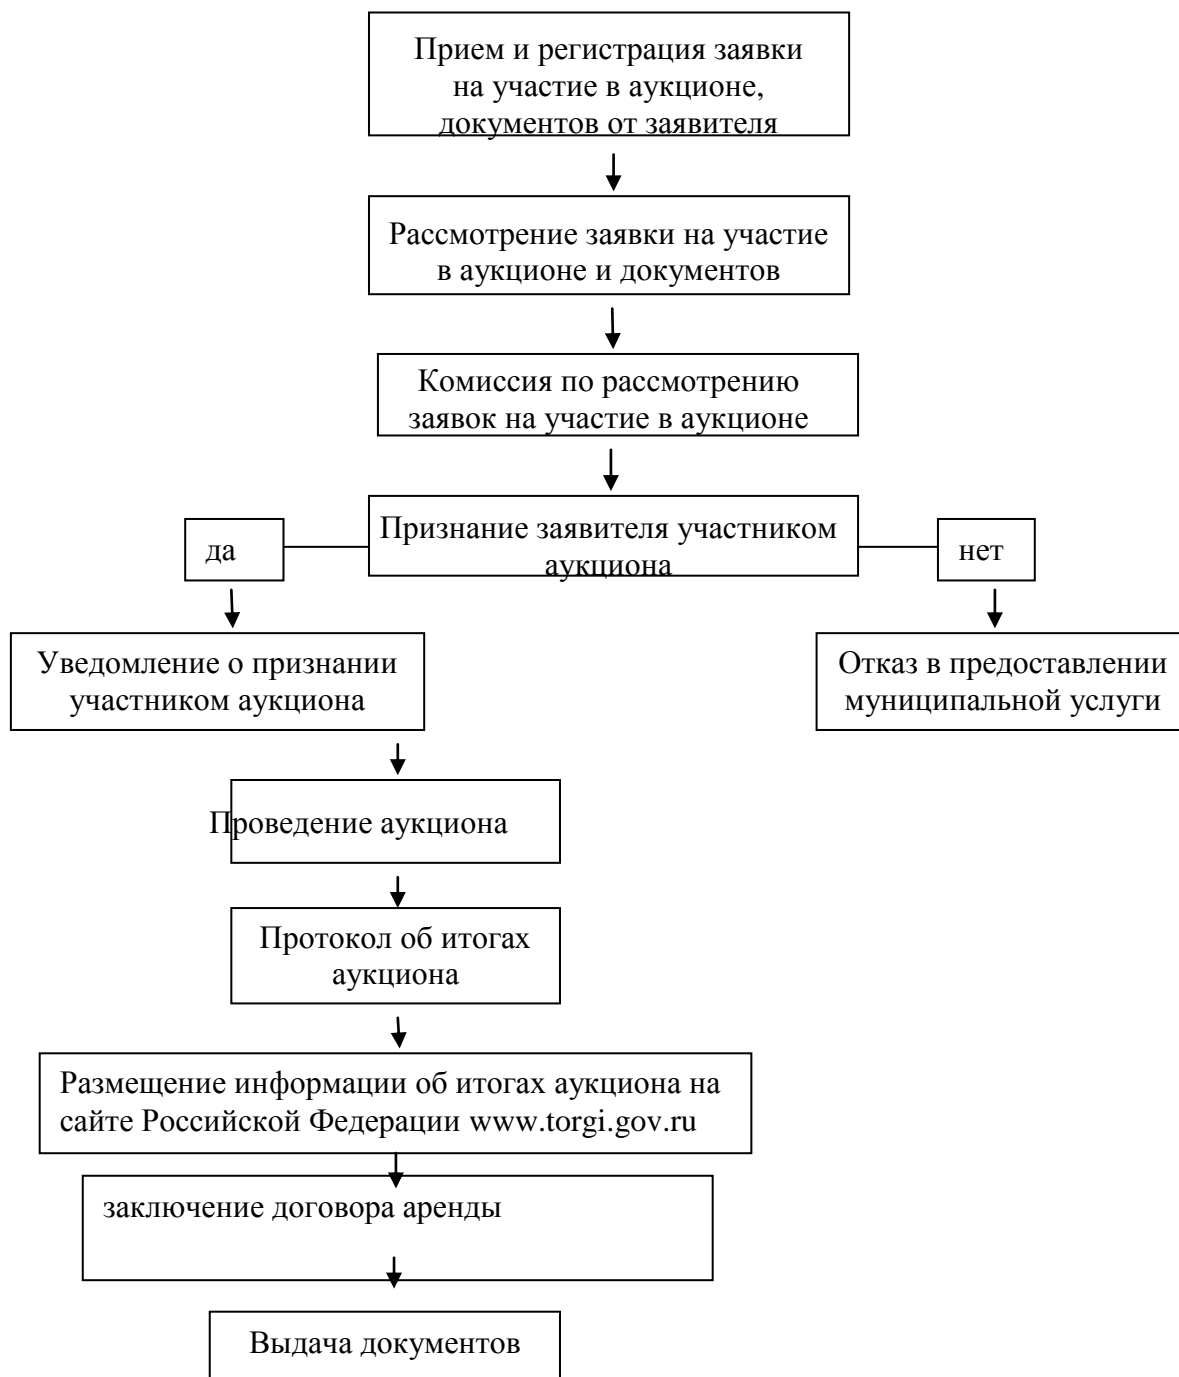 Прием и регистрация заявки
на участие в аукционе,
документов от заявителя
Рассмотрение заявки на участие
в аукционе и документов
Комиссия по рассмотрению
заявок на участие в аукционе
Признание заявителя участником
аукциона
да
нет
Уведомление о признании
участником аукциона
Отказ в предоставлении
муниципальной услуги
Проведение аукциона
Протокол об итогах
аукциона
Размещение информации об итогах аукциона на
сайте Российской Федерации www.torgi.gov.ru
заключение договора аренды
Выдача документов